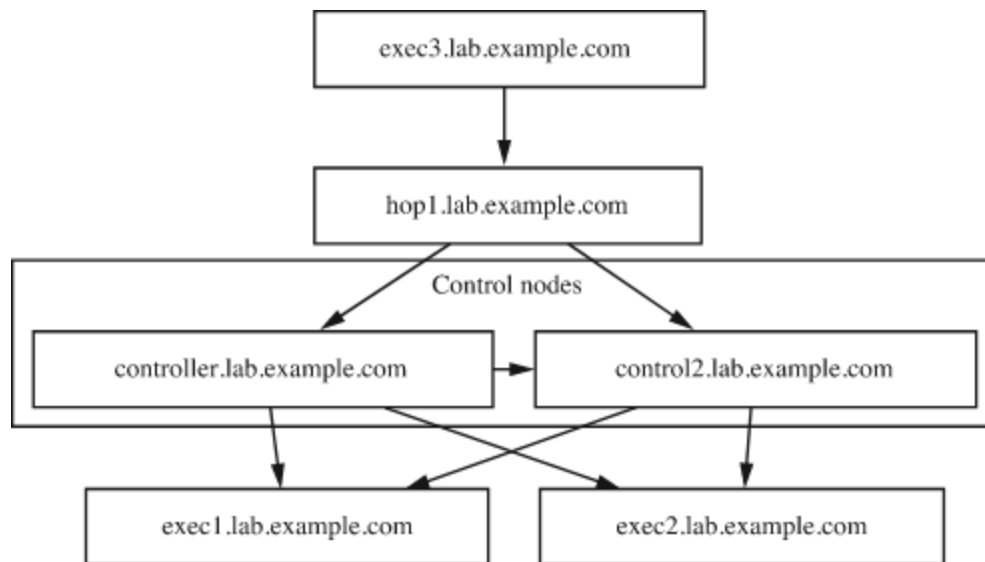 exec3.lab.example.com
hop1.lab.example.com
Control nodes
controller.lab.example.com
control2.lab.example.com
exec1.lab.example.com
exec2.lab.example.com